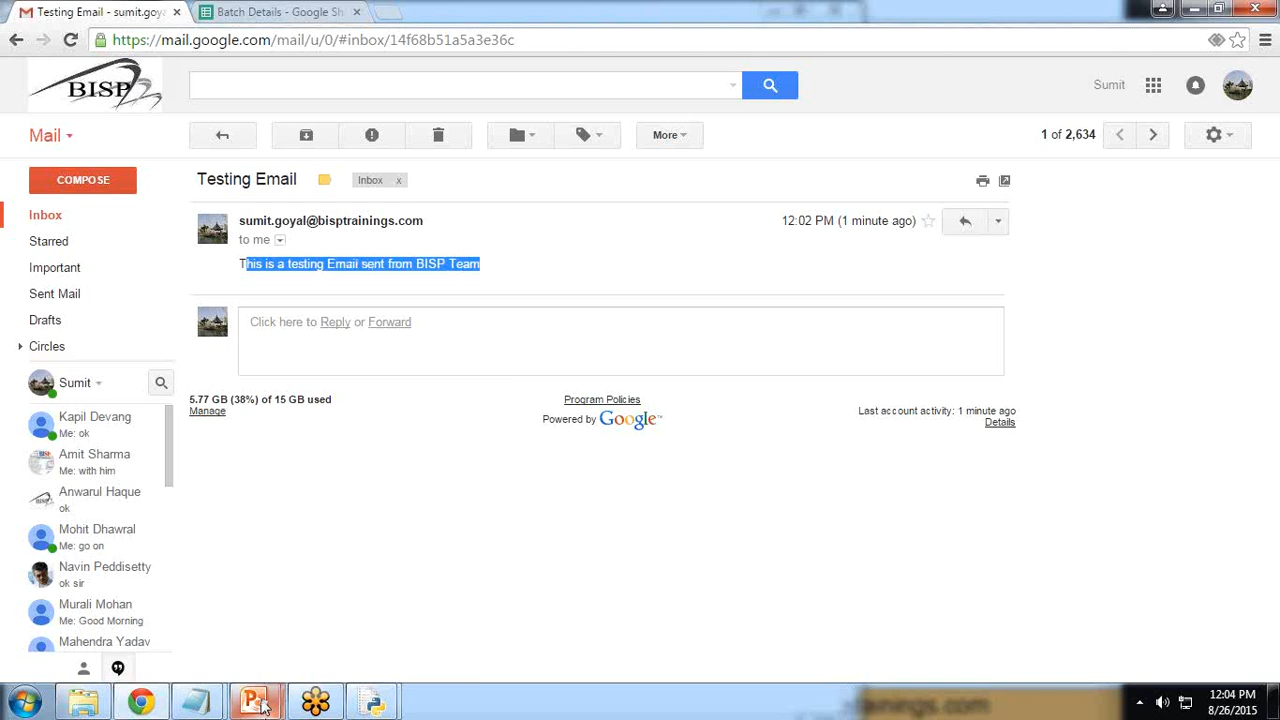 Testing Email - sumit.goya
Batch Details - Google Sh
https://mail.google.com/mail/u/0/#inbox/14f68b51a5a3e36c
BISP
Sumit
Mail
More
1 of 2,634
COMPOSE
Testing Email
Inbox x
Inbox
Starred
Important
Sent Mail
Drafts
Circles
sumit.goyal@bisptrainings.com
12:02 PM (1 minute ago)
to me
This is a testing Email sent from BISP Team
Click here to Reply or Forward
Sumit
Kapil Devang
Me: ok
Amit Sharma
Me: with him
Anwarul Haque
ok
Mohit Dhawral
Me: go on
Navin Peddisetty
ok sir
Murali Mohan
Me: Good Morning
Mahendra Yadav
5.77 GB (38%) of 15 GB used
Manage
Program Policies
Powered by Google™
Last account activity: 1 minute ago
Details
12:04 PM
8/26/2015